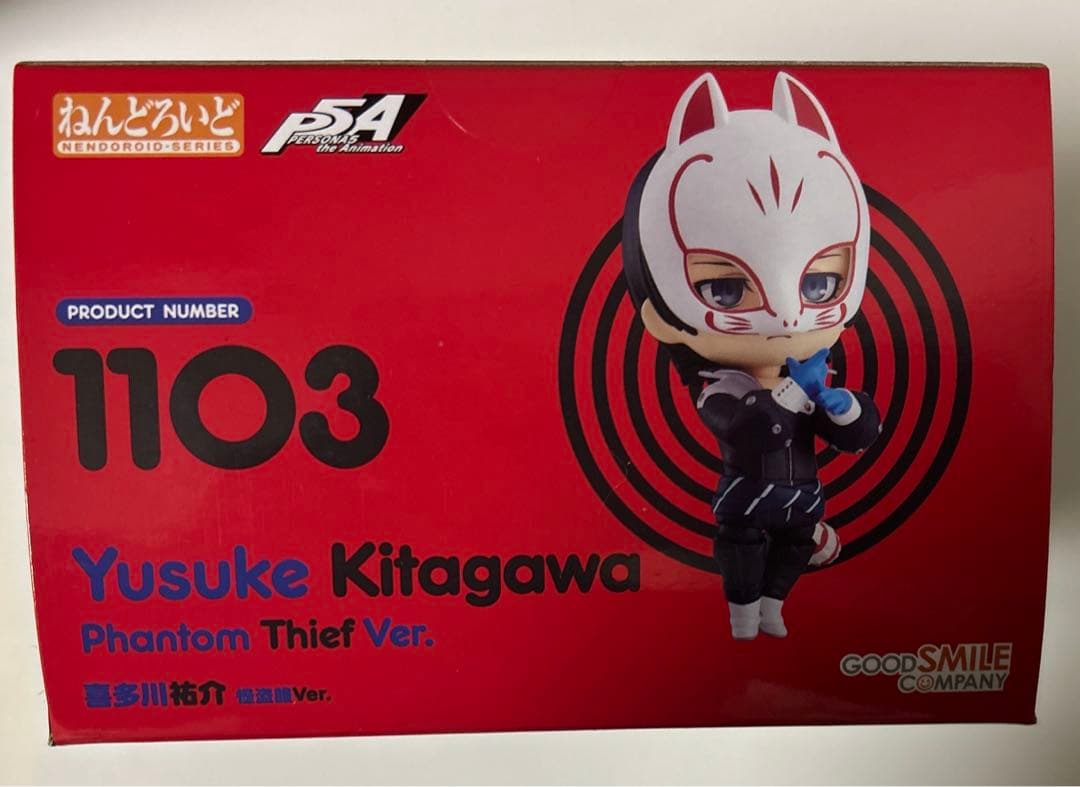 ねんどろいど
NENDOROID・SERIES
P5A
PERSONA5
the Animation
PRODUCT NUMBER
1103
Yusuke Kitagawa
Phantom Thief Ver.
喜多川祐介 怪盗服Ver.
GOOD SMILE
COMPANY